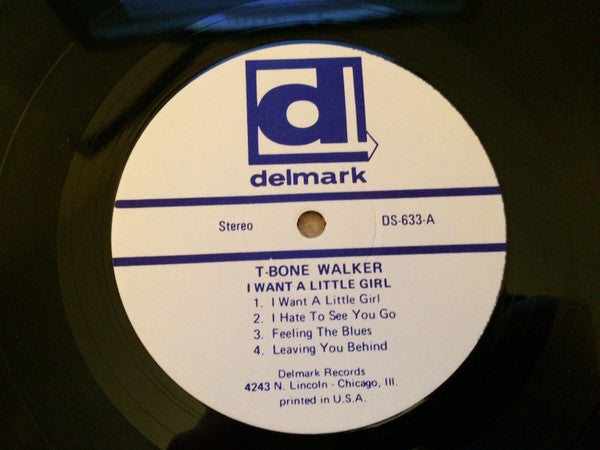 d
delmark
Stereo DS-633-A
T-BONE WALKER
I WANT A LITTLE GIRL
1. I Want A Little Girl
2. I Hate To See You Go
3. Feeling The Blues
4. Leaving You Behind
Delmark Records
4243 N. Lincoln - Chicago, Ill.
printed in U.S.A.